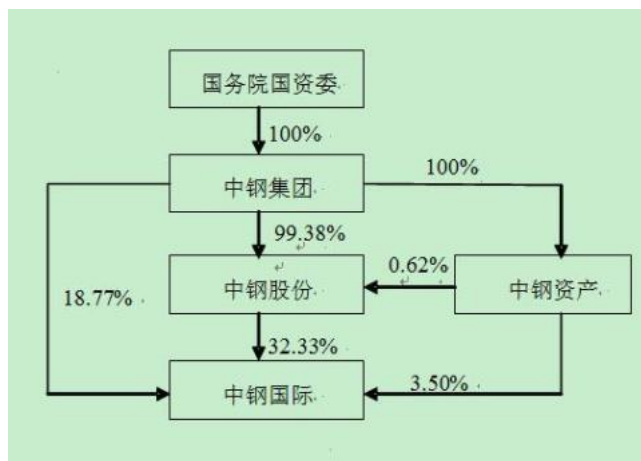 国务院国资委
100%
中钢集团
100%
99.38%
18.77%
中钢股份
0.62%
中钢资产
32.33%
中钢国际
3.50%